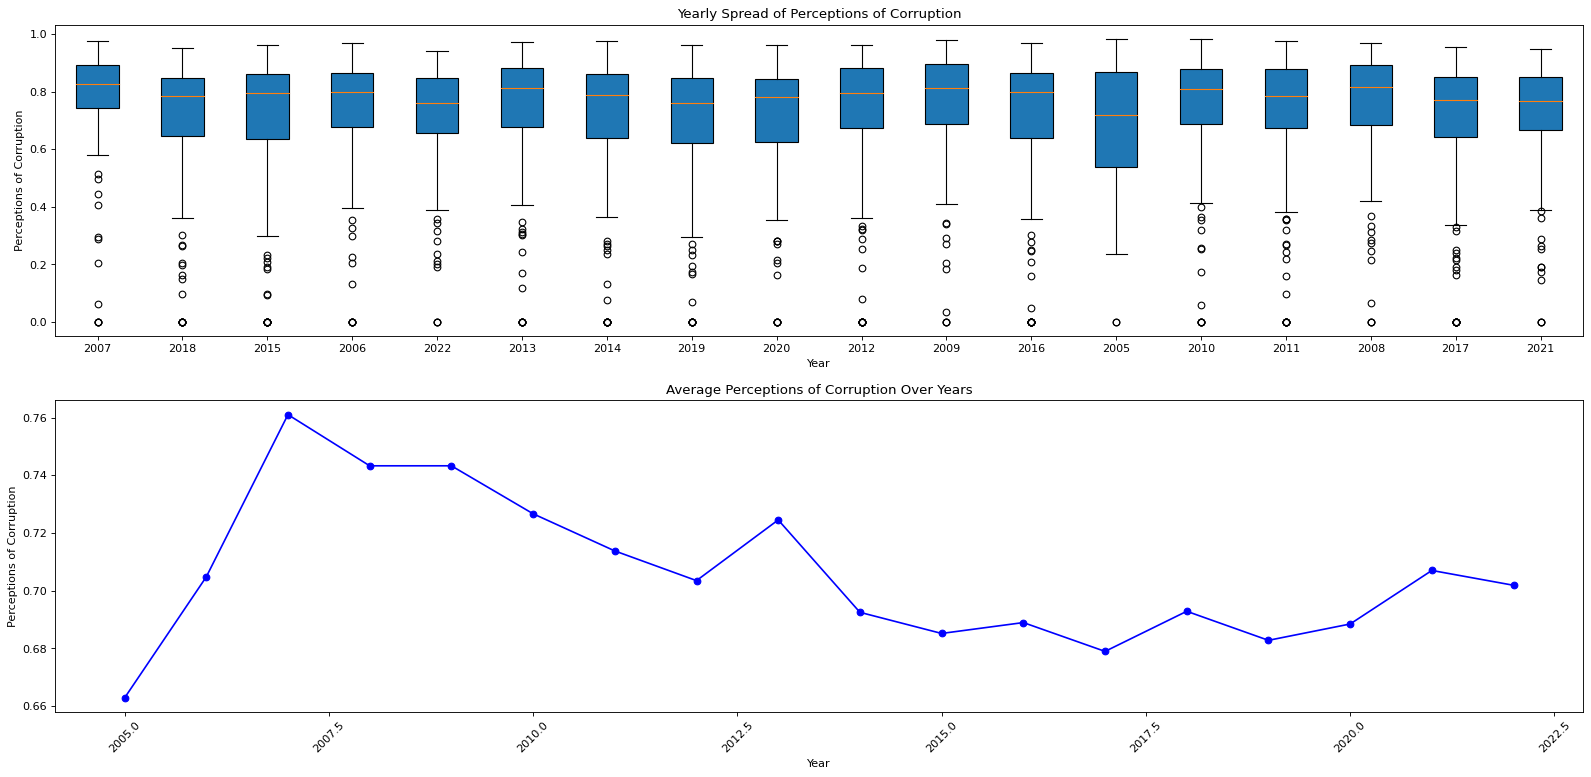 Yearly Spread of Perceptions of Corruption
Perceptions of Corruption
1.0
0.8
0.6
0.4
0.2
0.0
2007 2018 2015 2006 2022 2013 2014 2019 2020 2012 2009 2016 2005 2010 2011 2008 2017 2021
Year
Average Perceptions of Corruption Over Years
Perceptions of Corruption
0.76
0.74
0.72
0.70
0.68
0.66
2005.0 2007.5 2010.0 2012.5 2015.0 2017.5 2020.0 2022.5
Year